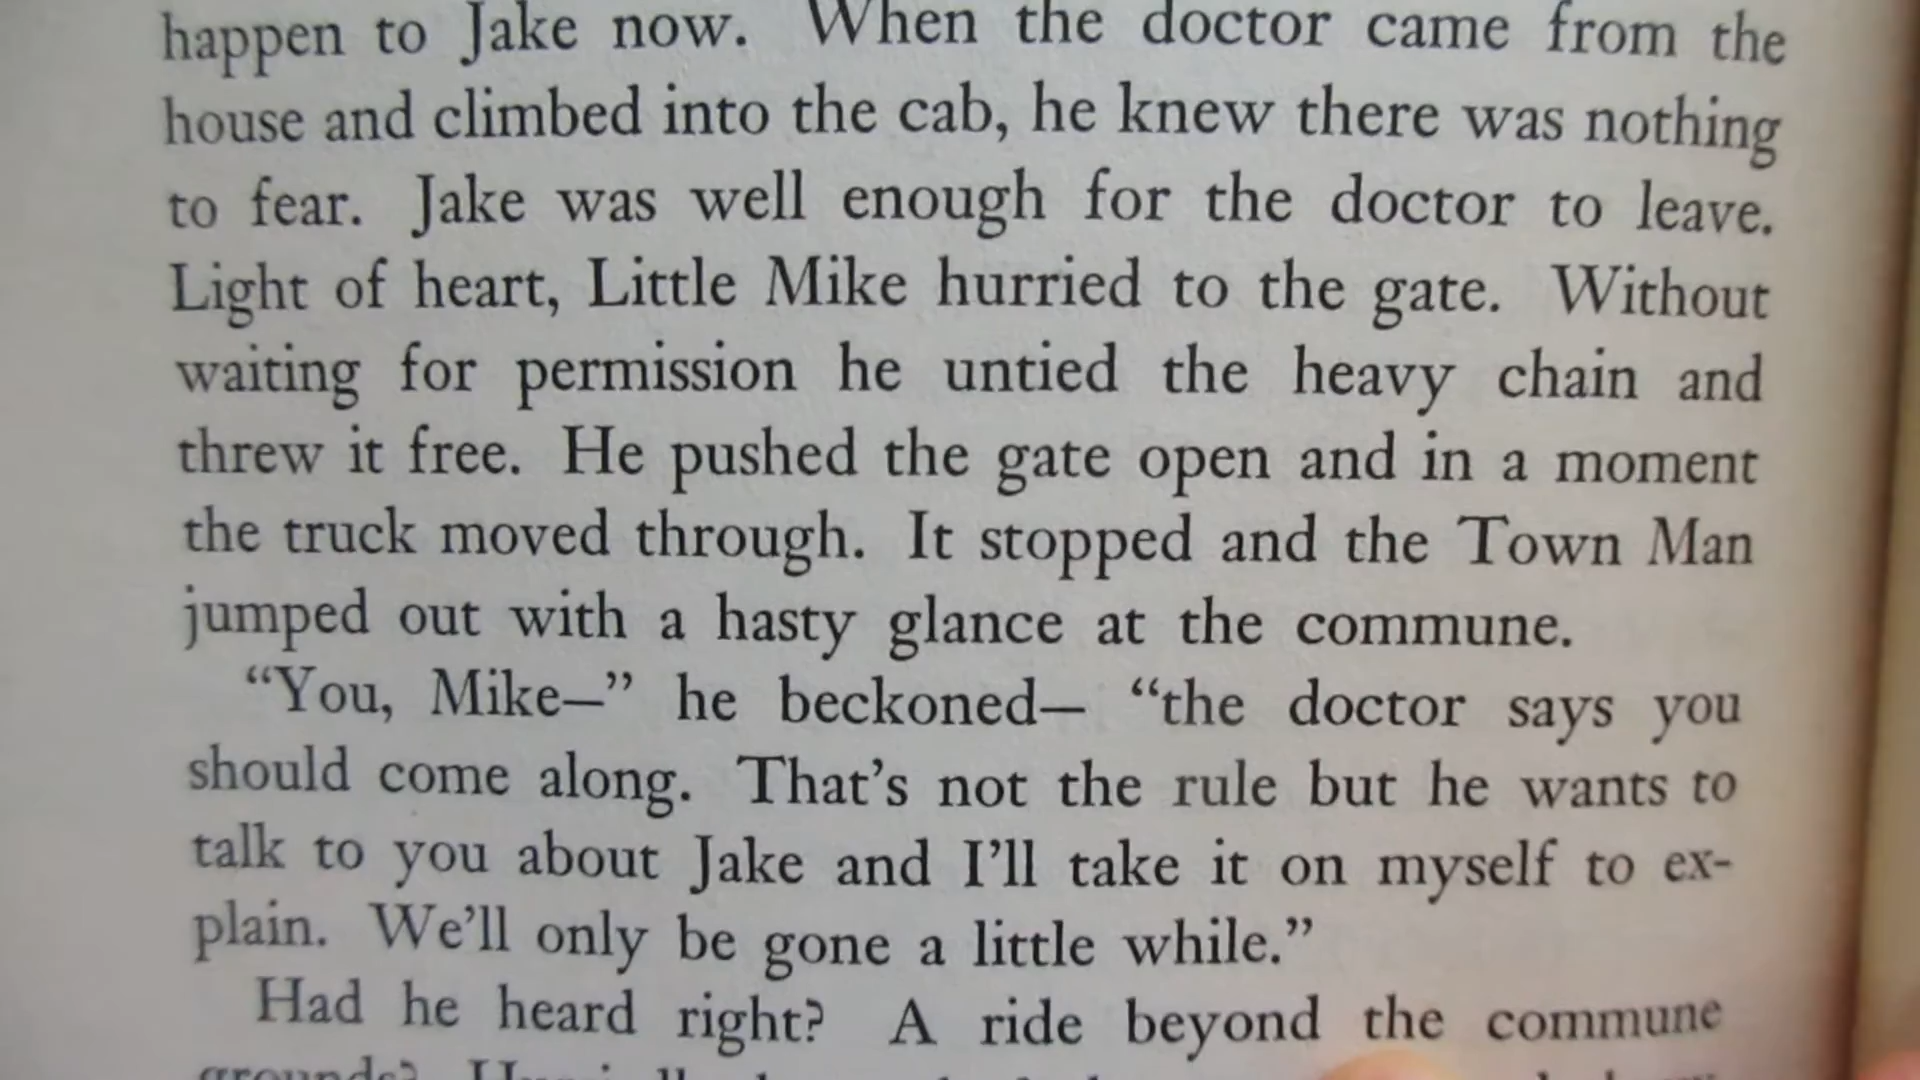 happen to Jake now. When the doctor came from the
house and climbed into the cab, he knew there was nothing
to fear. Jake was well enough for the doctor to leave.
Light of heart, Little Mike hurried to the gate. Without
waiting for permission he untied the heavy chain and
threw it free. He pushed the gate open and in a moment
the truck moved through. It stopped and the Town Man
jumped out with a hasty glance at the commune.
“You, Mike—” he beckoned— “the doctor says you
should come along. That’s not the rule but he wants to
talk to you about Jake and I’ll take it on myself to ex-
plain. We’ll only be gone a little while.”
Had he heard right? A ride beyond the commune
grounds?